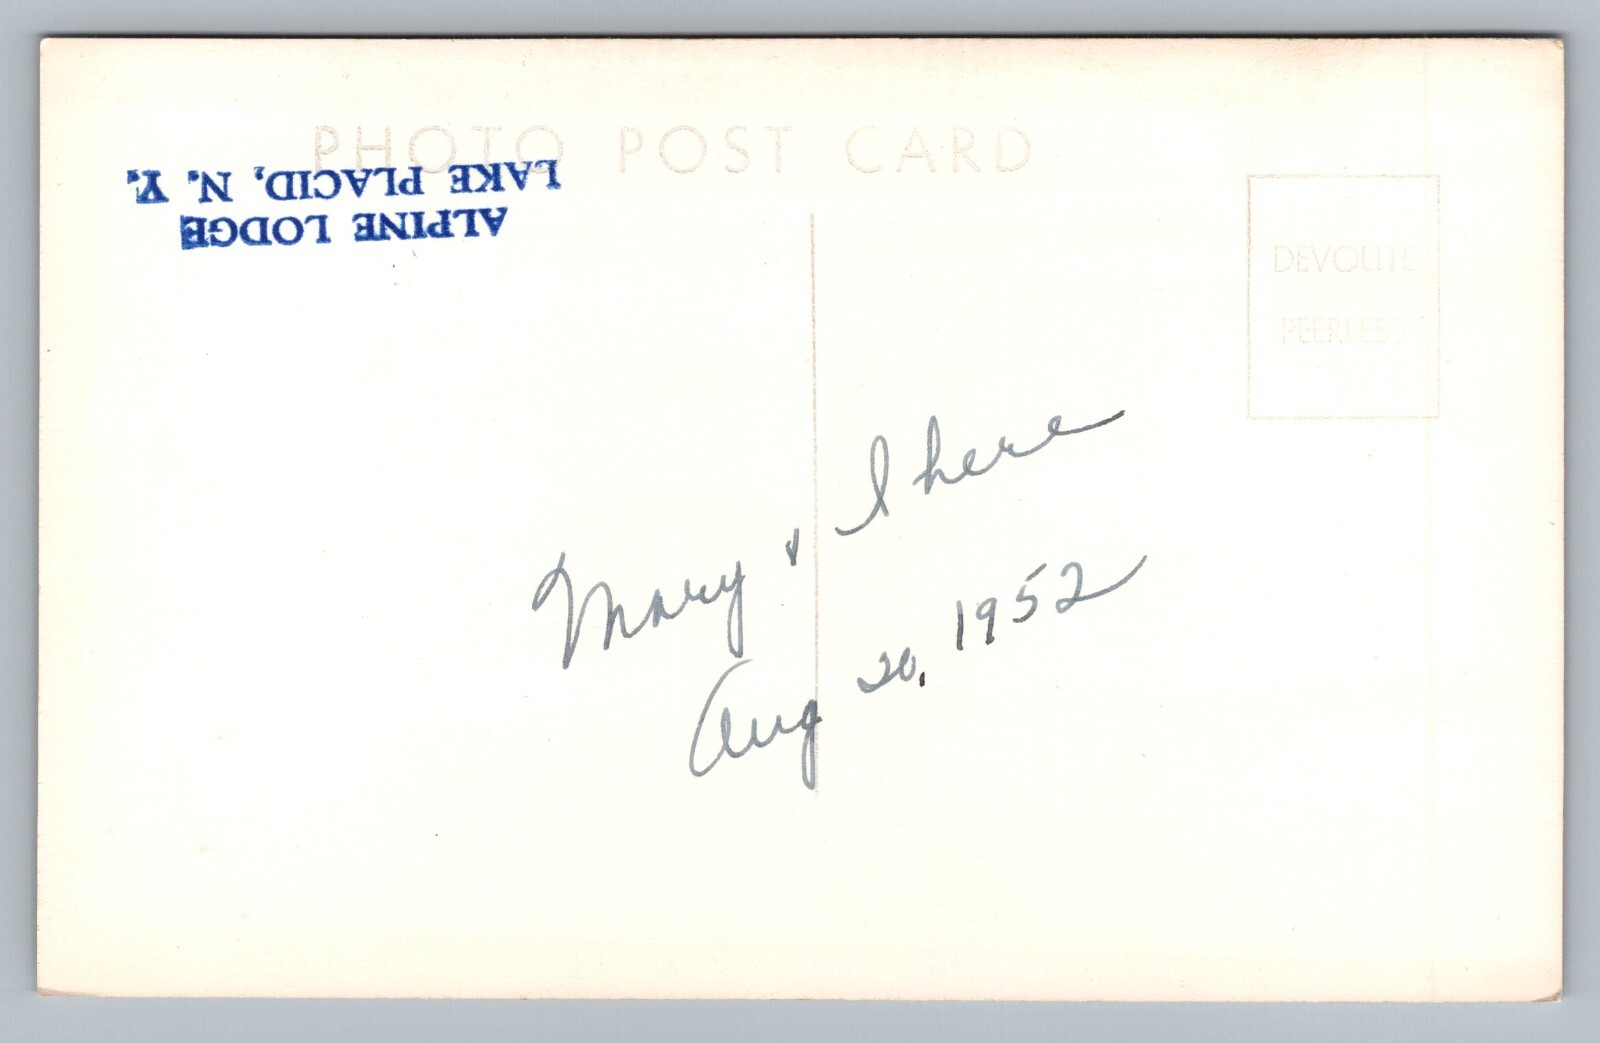 PHOTO POST CARD
ALPINE LODGE
LAKE PLACID, N. Y.
DEVOLITE
PEERLESS
Mary & I here
Aug 20, 1952